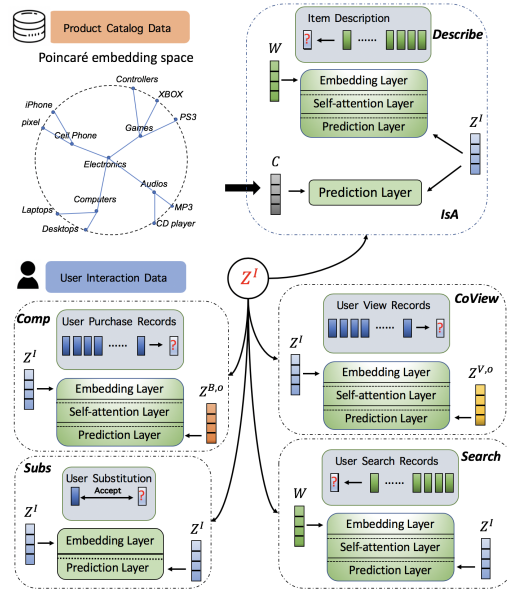 Product Catalog Data
Poincaré embedding space
Controllers
XBOX
PS3
iPhone
pixel
Cell Phone
Games
Electronics
Audios
Computers
MP3
Laptops
CD player
Desktops
Item Description
Describe
?
......
W
Embedding Layer
Self-attention Layer
Prediction Layer
Z^I
C
Prediction Layer
IsA
User Interaction Data
Z^I
Comp
User Purchase Records
......
?
Z^I
Embedding Layer
Self-attention Layer
Prediction Layer
Z^{B,o}
CoView
User View Records
......
?
Z^I
Embedding Layer
Self-attention Layer
Prediction Layer
Z^{V,o}
Subs
User Substitution
Accept
?
Z^I
Embedding Layer
Prediction Layer
Z^I
Search
User Search Records
?
......
W
Embedding Layer
Self-attention Layer
Prediction Layer
Z^I